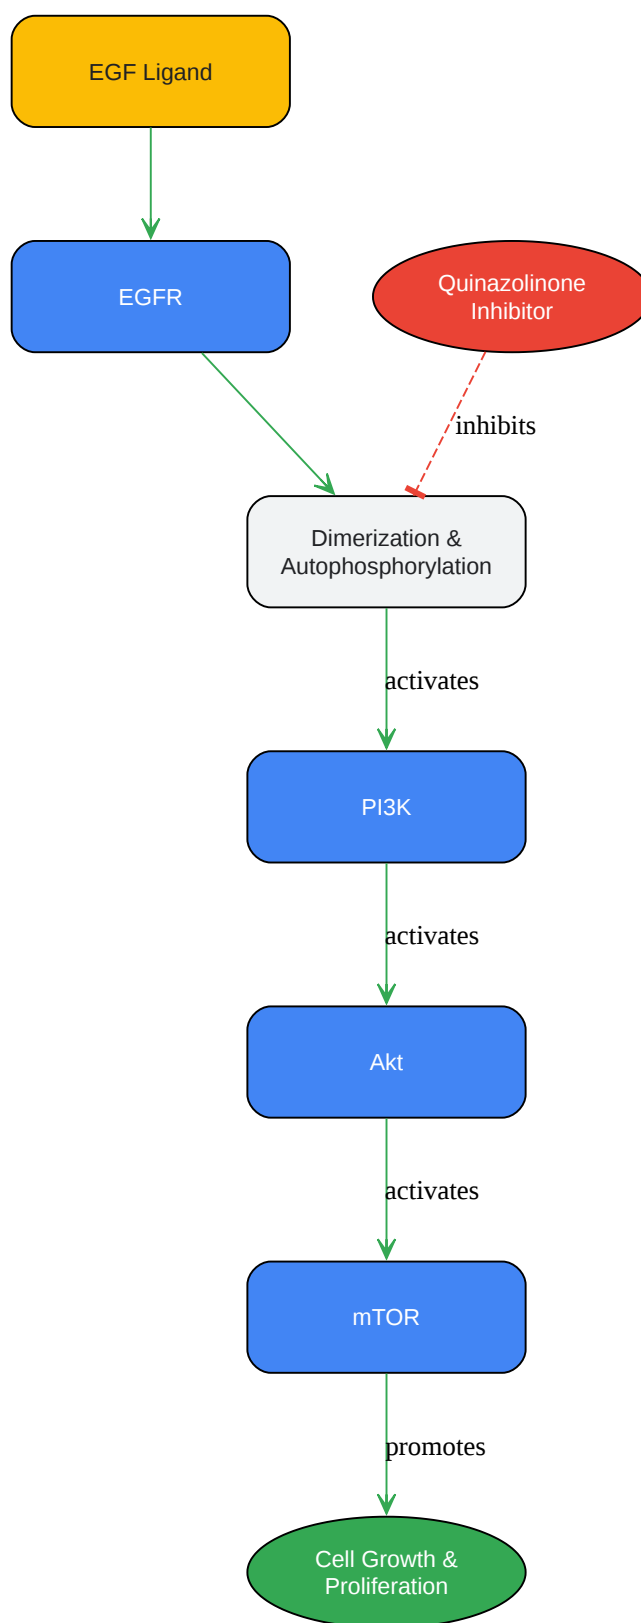 EGF Ligand
EGFR
Quinazolinone
Inhibitor
inhibits
Dimerization &
Autophosphorylation
activates
PI3K
activates
Akt
activates
mTOR
promotes
Cell Growth &
Proliferation